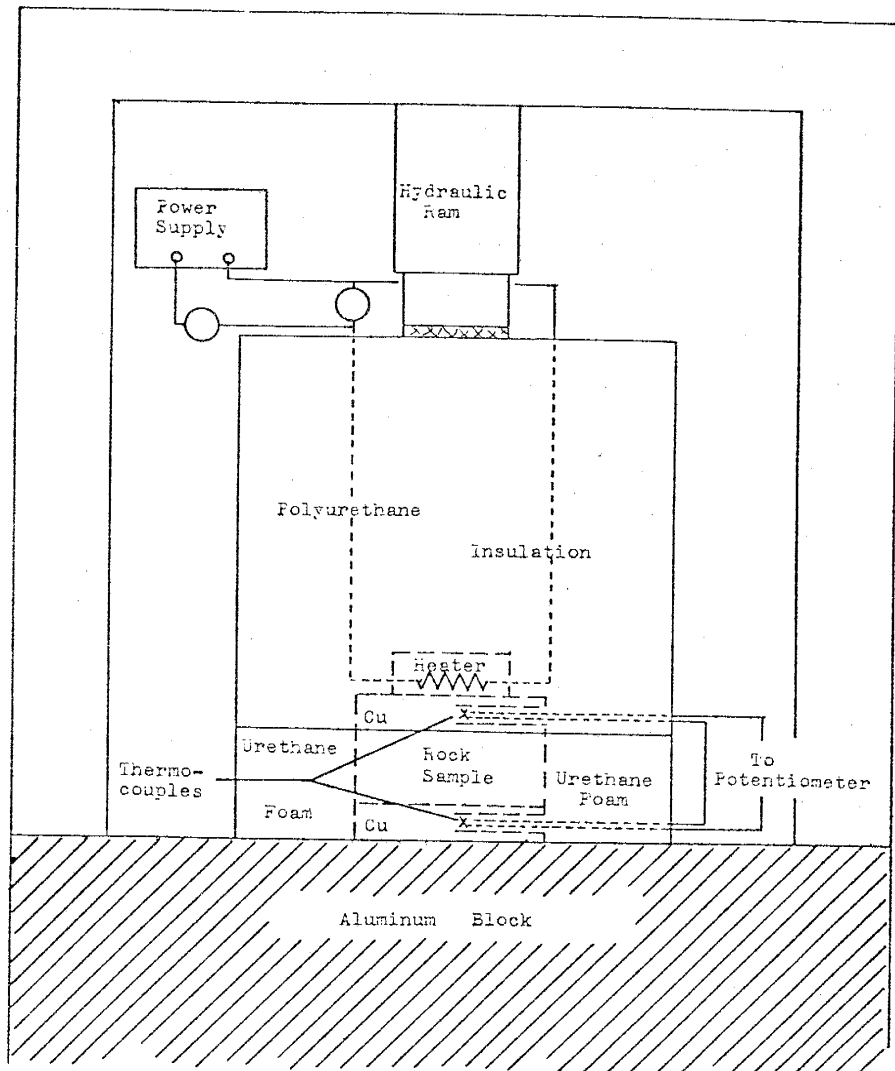 Hydraulic
Ram
Power
Supply
Polyurethane
Insulation
Heater
Cu
Urethane
Rock
Sample
Thermo-
couples
Urethane
Foam
To
Potentiometer
Foam
Cu
Aluminum Block